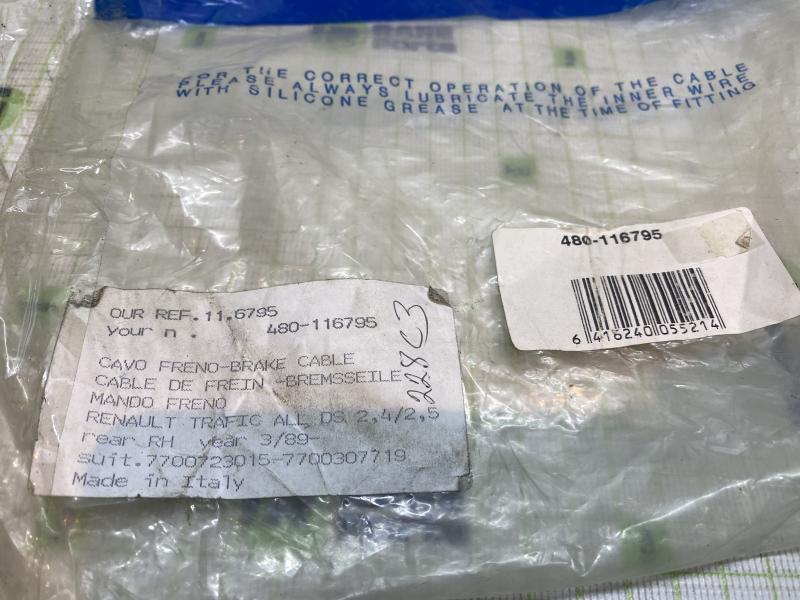 FOR THE CORRECT OPERATION OF THE CABLE
PLEASE ALWAYS LUBRICATE THE INNER WIRE
WITH SILICONE GREASE AT THE TIME OF FITTING
480-116795
6 416240 055214
OUR REF.11.6795
your n . 480-116795
CAVO FRENO-BRAKE CABLE
CABLE DE FREIN -BREMSSEILE
MANDO FRENO
RENAULT TRAFIC ALL DS 2,4/2,5
rear RH year 3/89-
suit.7700723015-7700307719
Made in Italy
228C3